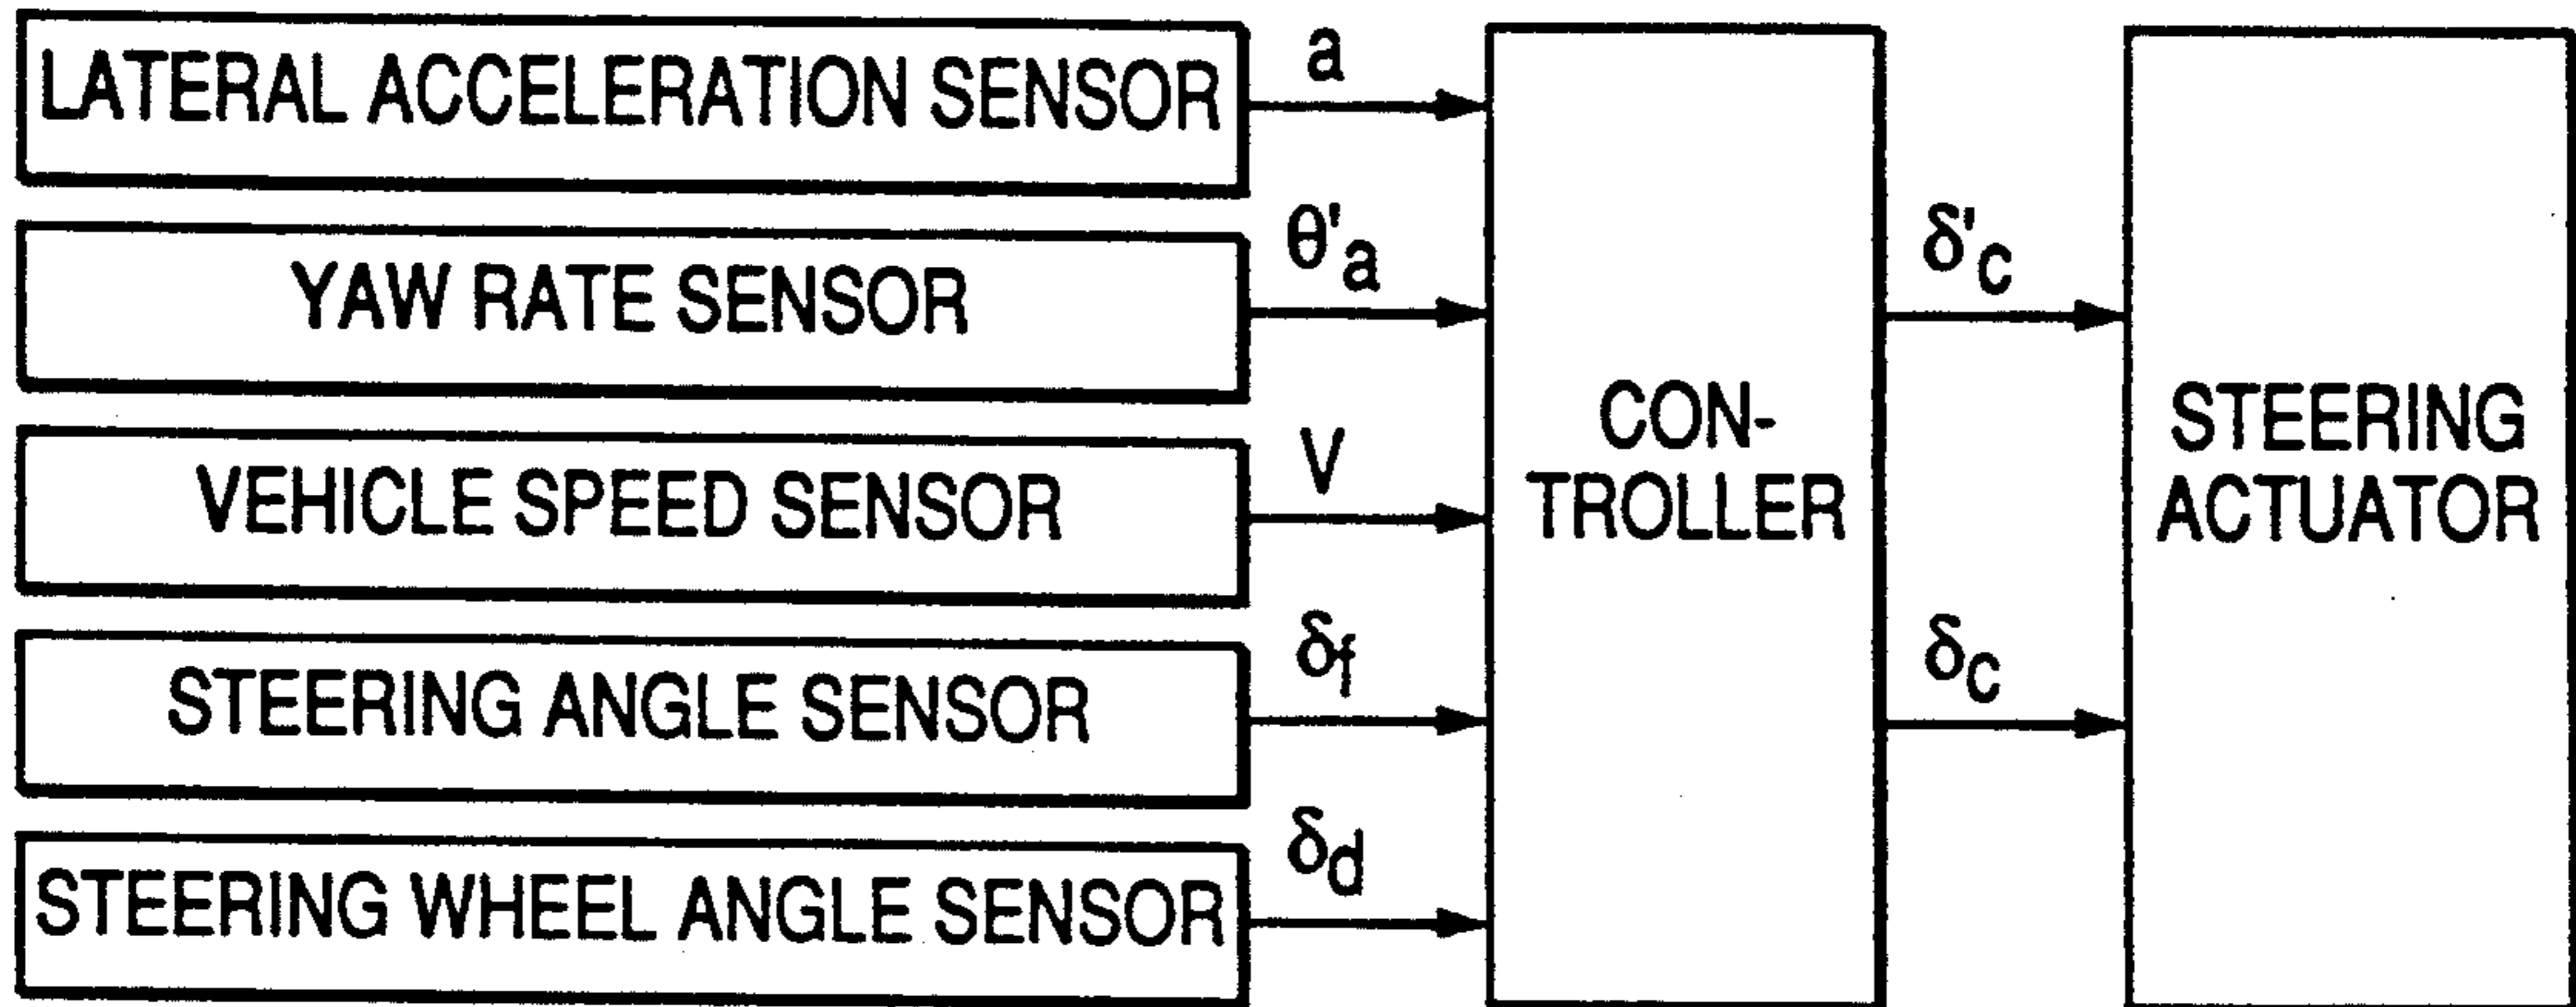 LATERAL ACCELERATION SENSOR
a
YAW RATE SENSOR
θ'a
VEHICLE SPEED SENSOR
V
STEERING ANGLE SENSOR
δf
STEERING WHEEL ANGLE SENSOR
δd
CON-
TROLLER
δ'c
δc
STEERING
ACTUATOR